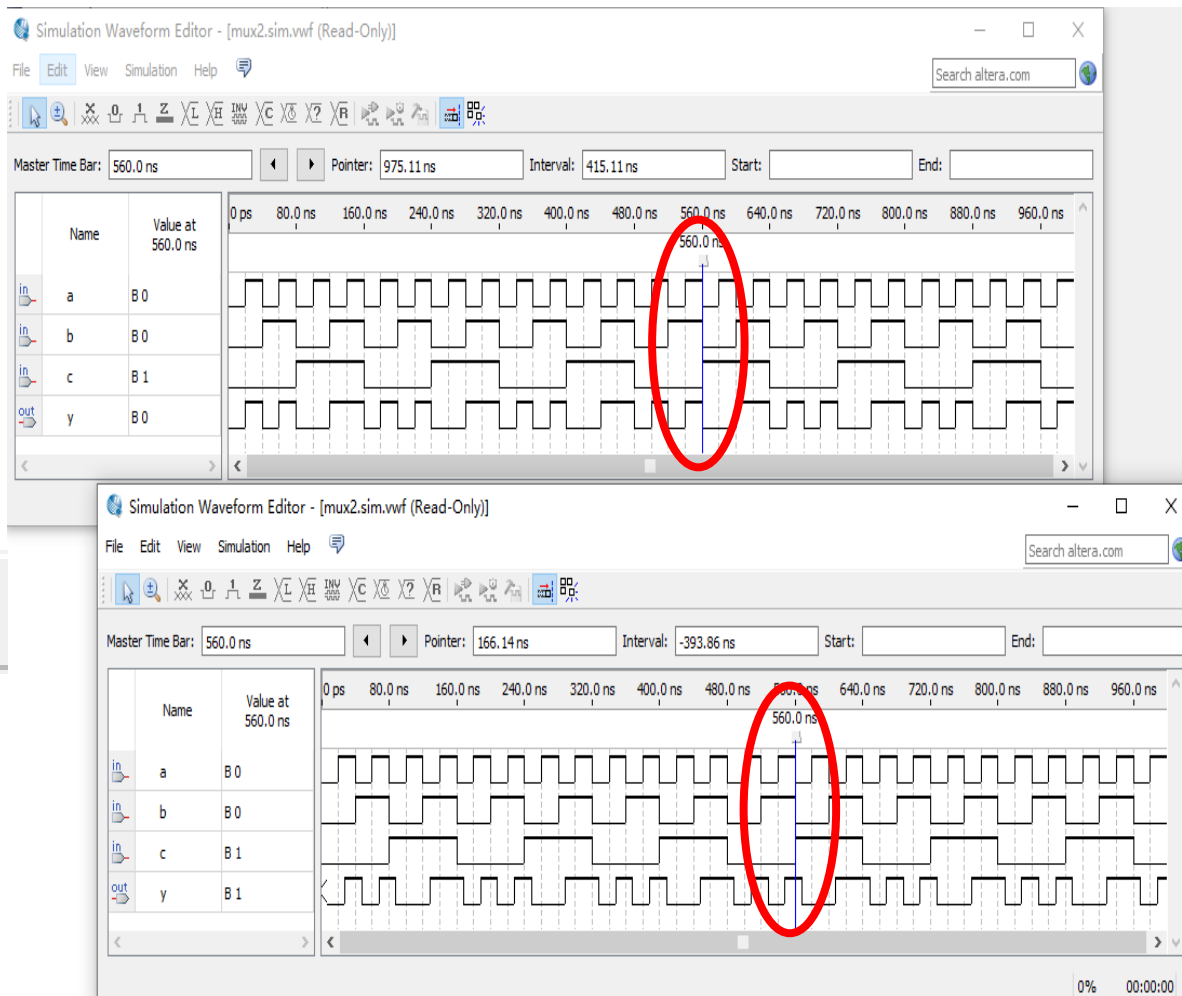 Simulation Waveform Editor - [mux2.sim.vwf (Read-Only)]
File Edit View Simulation Help
Search altera.com
Master Time Bar: 560.0 ns Pointer: 975.11 ns Interval: 415.11 ns Start: End:
Name Value at 560.0 ns
0 ps 80.0 ns 160.0 ns 240.0 ns 320.0 ns 400.0 ns 480.0 ns 560.0 ns 640.0 ns 720.0 ns 800.0 ns 880.0 ns 960.0 ns
560.0 ns
in a B 0
in b B 0
in c B 1
out y B 0
Simulation Waveform Editor - [mux2.sim.vwf (Read-Only)]
File Edit View Simulation Help
Search altera.com
Master Time Bar: 560.0 ns Pointer: 166.14 ns Interval: -393.86 ns Start: End:
Name Value at 560.0 ns
0 ps 80.0 ns 160.0 ns 240.0 ns 320.0 ns 400.0 ns 480.0 ns 560.0 ns 640.0 ns 720.0 ns 800.0 ns 880.0 ns 960.0 ns
560.0 ns
in a B 0
in b B 0
in c B 1
out y B 1
0% 00:00:00